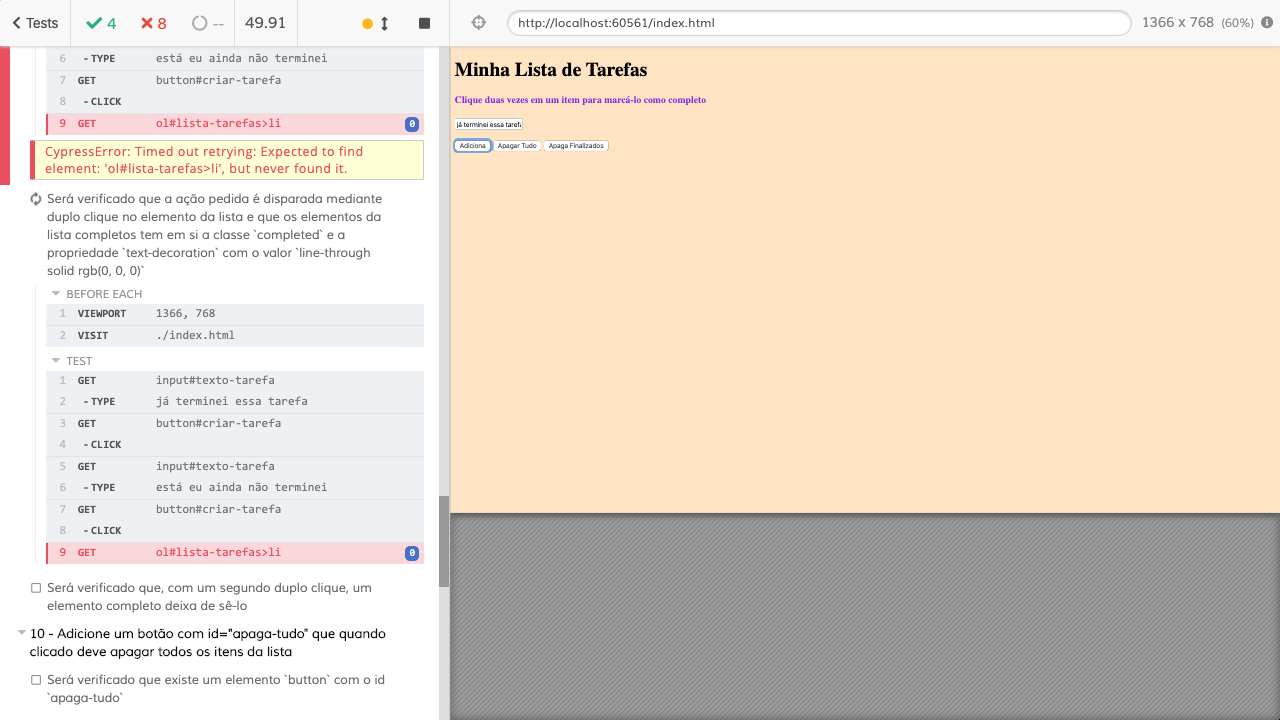 Tests 4 8 -- 49.91
http://localhost:60561/index.html 1366 x 768 (60%)
6 - TYPE está eu ainda não terminei
7 GET button#criar-tarefa
8 - CLICK
9 GET ol#lista-tarefas>li 0
CypressError: Timed out retrying: Expected to find
element: 'ol#lista-tarefas>li', but never found it.
Será verificado que a ação pedida é disparada mediante
duplo clique no elemento da lista e que os elementos da
lista completos tem em si a classe `completed` e a
propriedade `text-decoration` com o valor `line-through
solid rgb(0, 0, 0)`
BEFORE EACH
1 VIEWPORT 1366, 768
2 VISIT ./index.html
TEST
1 GET input#texto-tarefa
2 - TYPE já terminei essa tarefa
3 GET button#criar-tarefa
4 - CLICK
5 GET input#texto-tarefa
6 - TYPE está eu ainda não terminei
7 GET button#criar-tarefa
8 - CLICK
9 GET ol#lista-tarefas>li 0
Será verificado que, com um segundo duplo clique, um
elemento completo deixa de sê-lo
10 - Adicione um botão com id="apaga-tudo" que quando
clicado deve apagar todos os itens da lista
Será verificado que existe um elemento `button` com o id
`apaga-tudo`
Minha Lista de Tarefas
Clique duas vezes em um item para marcá-lo como completo
já terminei essa taref
Adiciona Apagar Tudo Apaga Finalizados